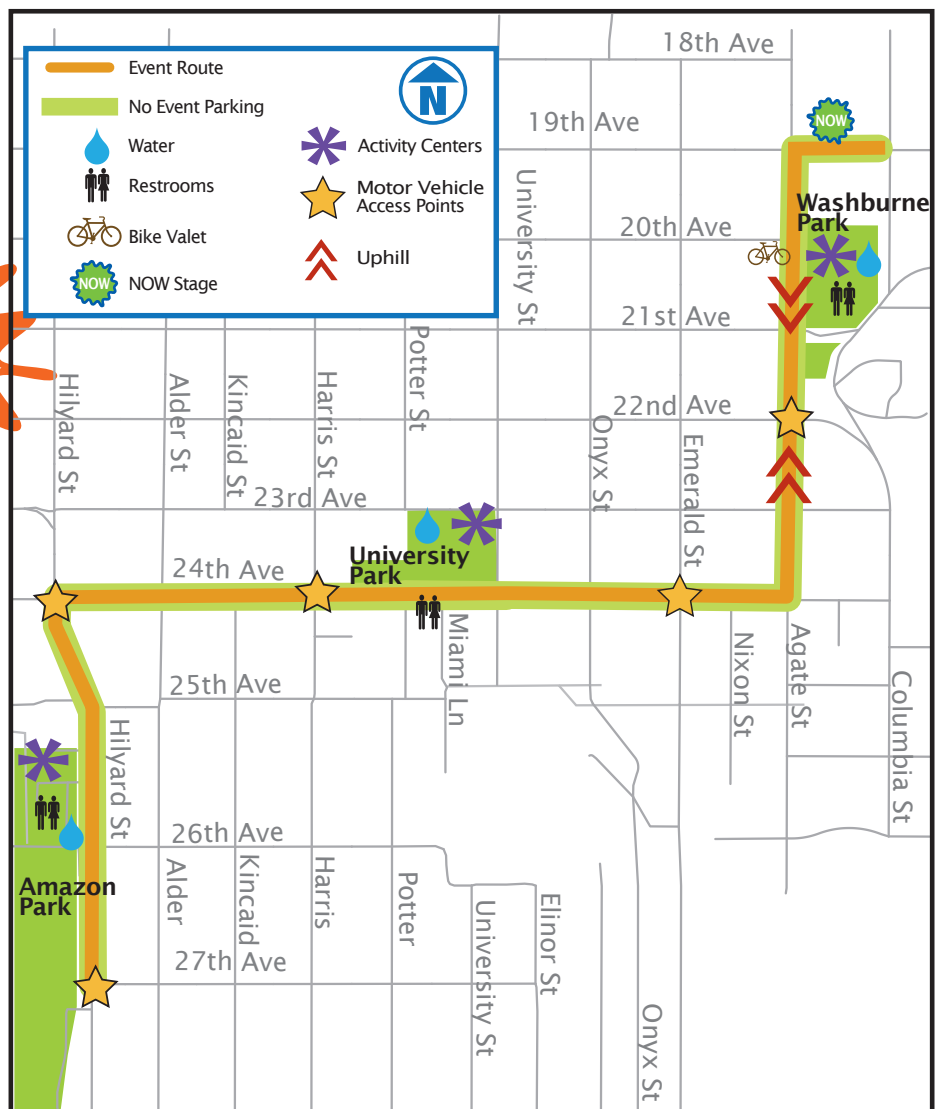 18th Ave
Event Route
No Event Parking
N
Water
Activity Centers
Restrooms
Motor Vehicle
Access Points
Bike Valet
Uphill
NOW
NOW Stage
19th Ave
NOW
University St
20th Ave
Washburne
Park
21st Ave
Potter St
Hilyard St
Alder St
Kincaid St
Harris St
22nd Ave
Onyx St
Emerald St
23rd Ave
University
Park
24th Ave
Miami Ln
Nixon St
Agate St
Columbia St
25th Ave
Hilyard St
26th Ave
Amazon
Park
Alder
Kincaid
Harris
Potter
University St
Elinor St
27th Ave
Onyx St